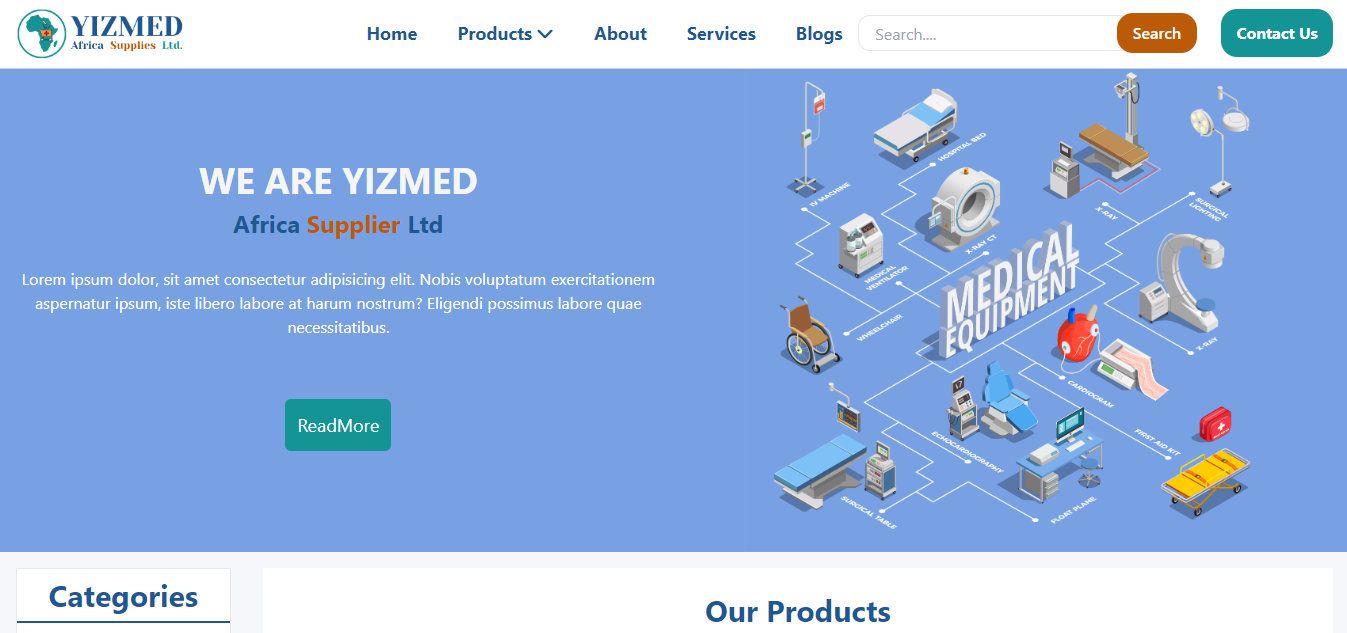 YIZMED
Africa Supplies Ltd.
Home
Products
About
Services
Blogs
Search....
Search
Contact Us
WE ARE YIZMED
Africa Supplier Ltd
Lorem ipsum dolor, sit amet consectetur adipisicing elit. Nobis voluptatum exercitationem
aspernatur ipsum, iste libero labore at harum nostrum? Eligendi possimus labore quae
necessitatibus.
ReadMore
HOSPITAL BED
IV MACHINE
X-RAY
SURGICAL
LIGHTING
X-RAY CT
MEDICAL
VENTILATOR
MEDICAL
EQUIPMENT
WHEELCHAIR
X-RAY
CARDIOGRAM
ECHOCARDIOGRAPHY
FIRST AID KIT
SURGICAL TABLE
FLOAT PLANE
Categories
Our Products